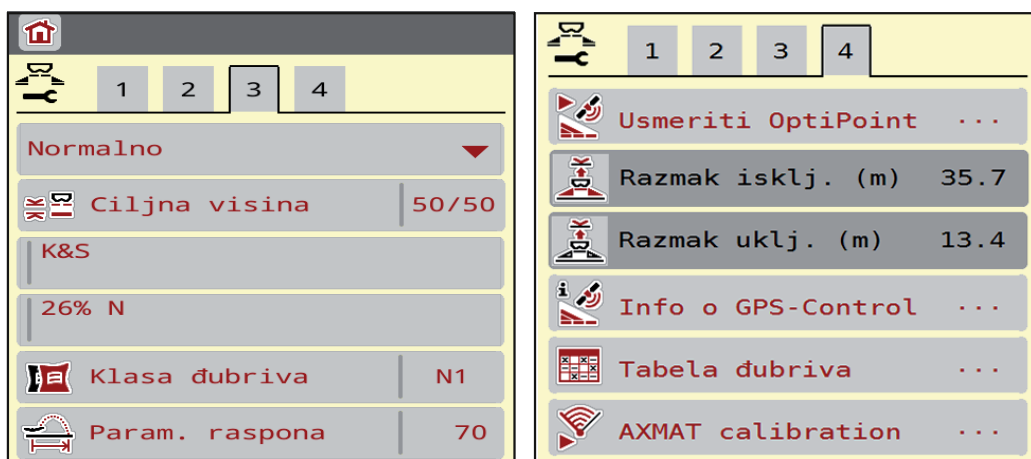 1 2 3 4
Normalno
Ciljna visina 50/50
K&S
26% N
Klasa đubriva N1
Param. raspona 70
1 2 3 4
Usmeriti OptiPoint ...
Razmak isklj. (m) 35.7
Razmak uklj. (m) 13.4
Info o GPS-Control ...
Tabela đubriva ...
AXMAT calibration ...